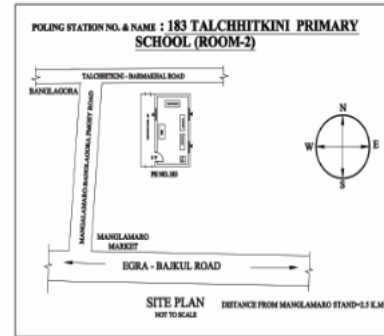 POLING STATION NO. & NAME : 183 TALCHHITKINI PRIMARY
SCHOOL (ROOM-2)
TALCHHITKINI - BARMAKHAL ROAD
BANGLAGORA
MANGALAMARO-BANGLAGORA PMGSY ROAD
PS NO. 183
N
W E
S
MANGLAMARO
MARKET
EGRA - BAJKUL ROAD
SITE PLAN
NOT TO SCALE
DISTANCE FROM MANGLAMARO STAND=2.5 K.M